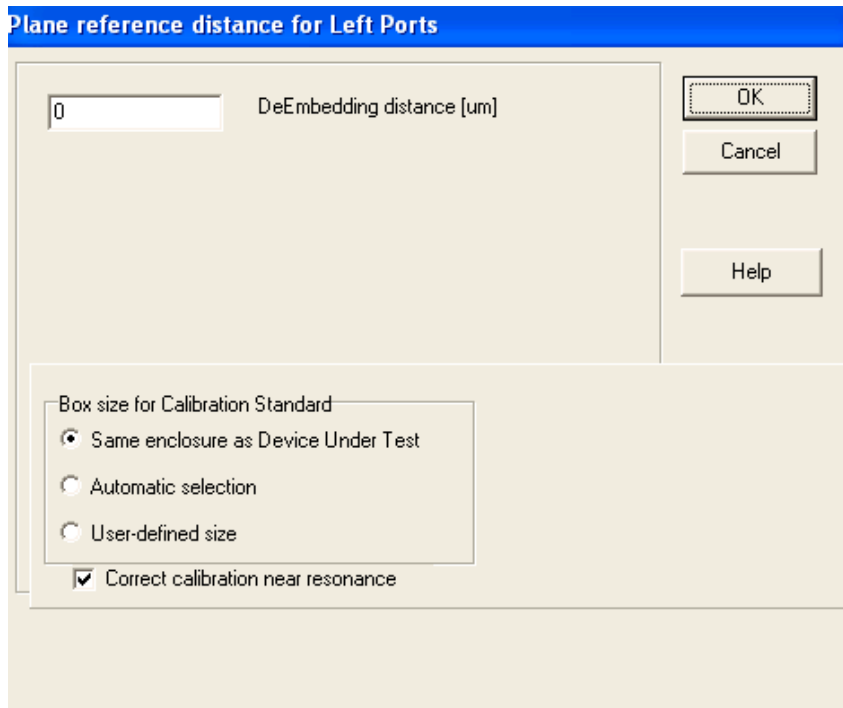 Plane reference distance for Left Ports
0 DeEmbedding distance [um]
OK
Cancel
Help
Box size for Calibration Standard
Same enclosure as Device Under Test
Automatic selection
User-defined size
Correct calibration near resonance